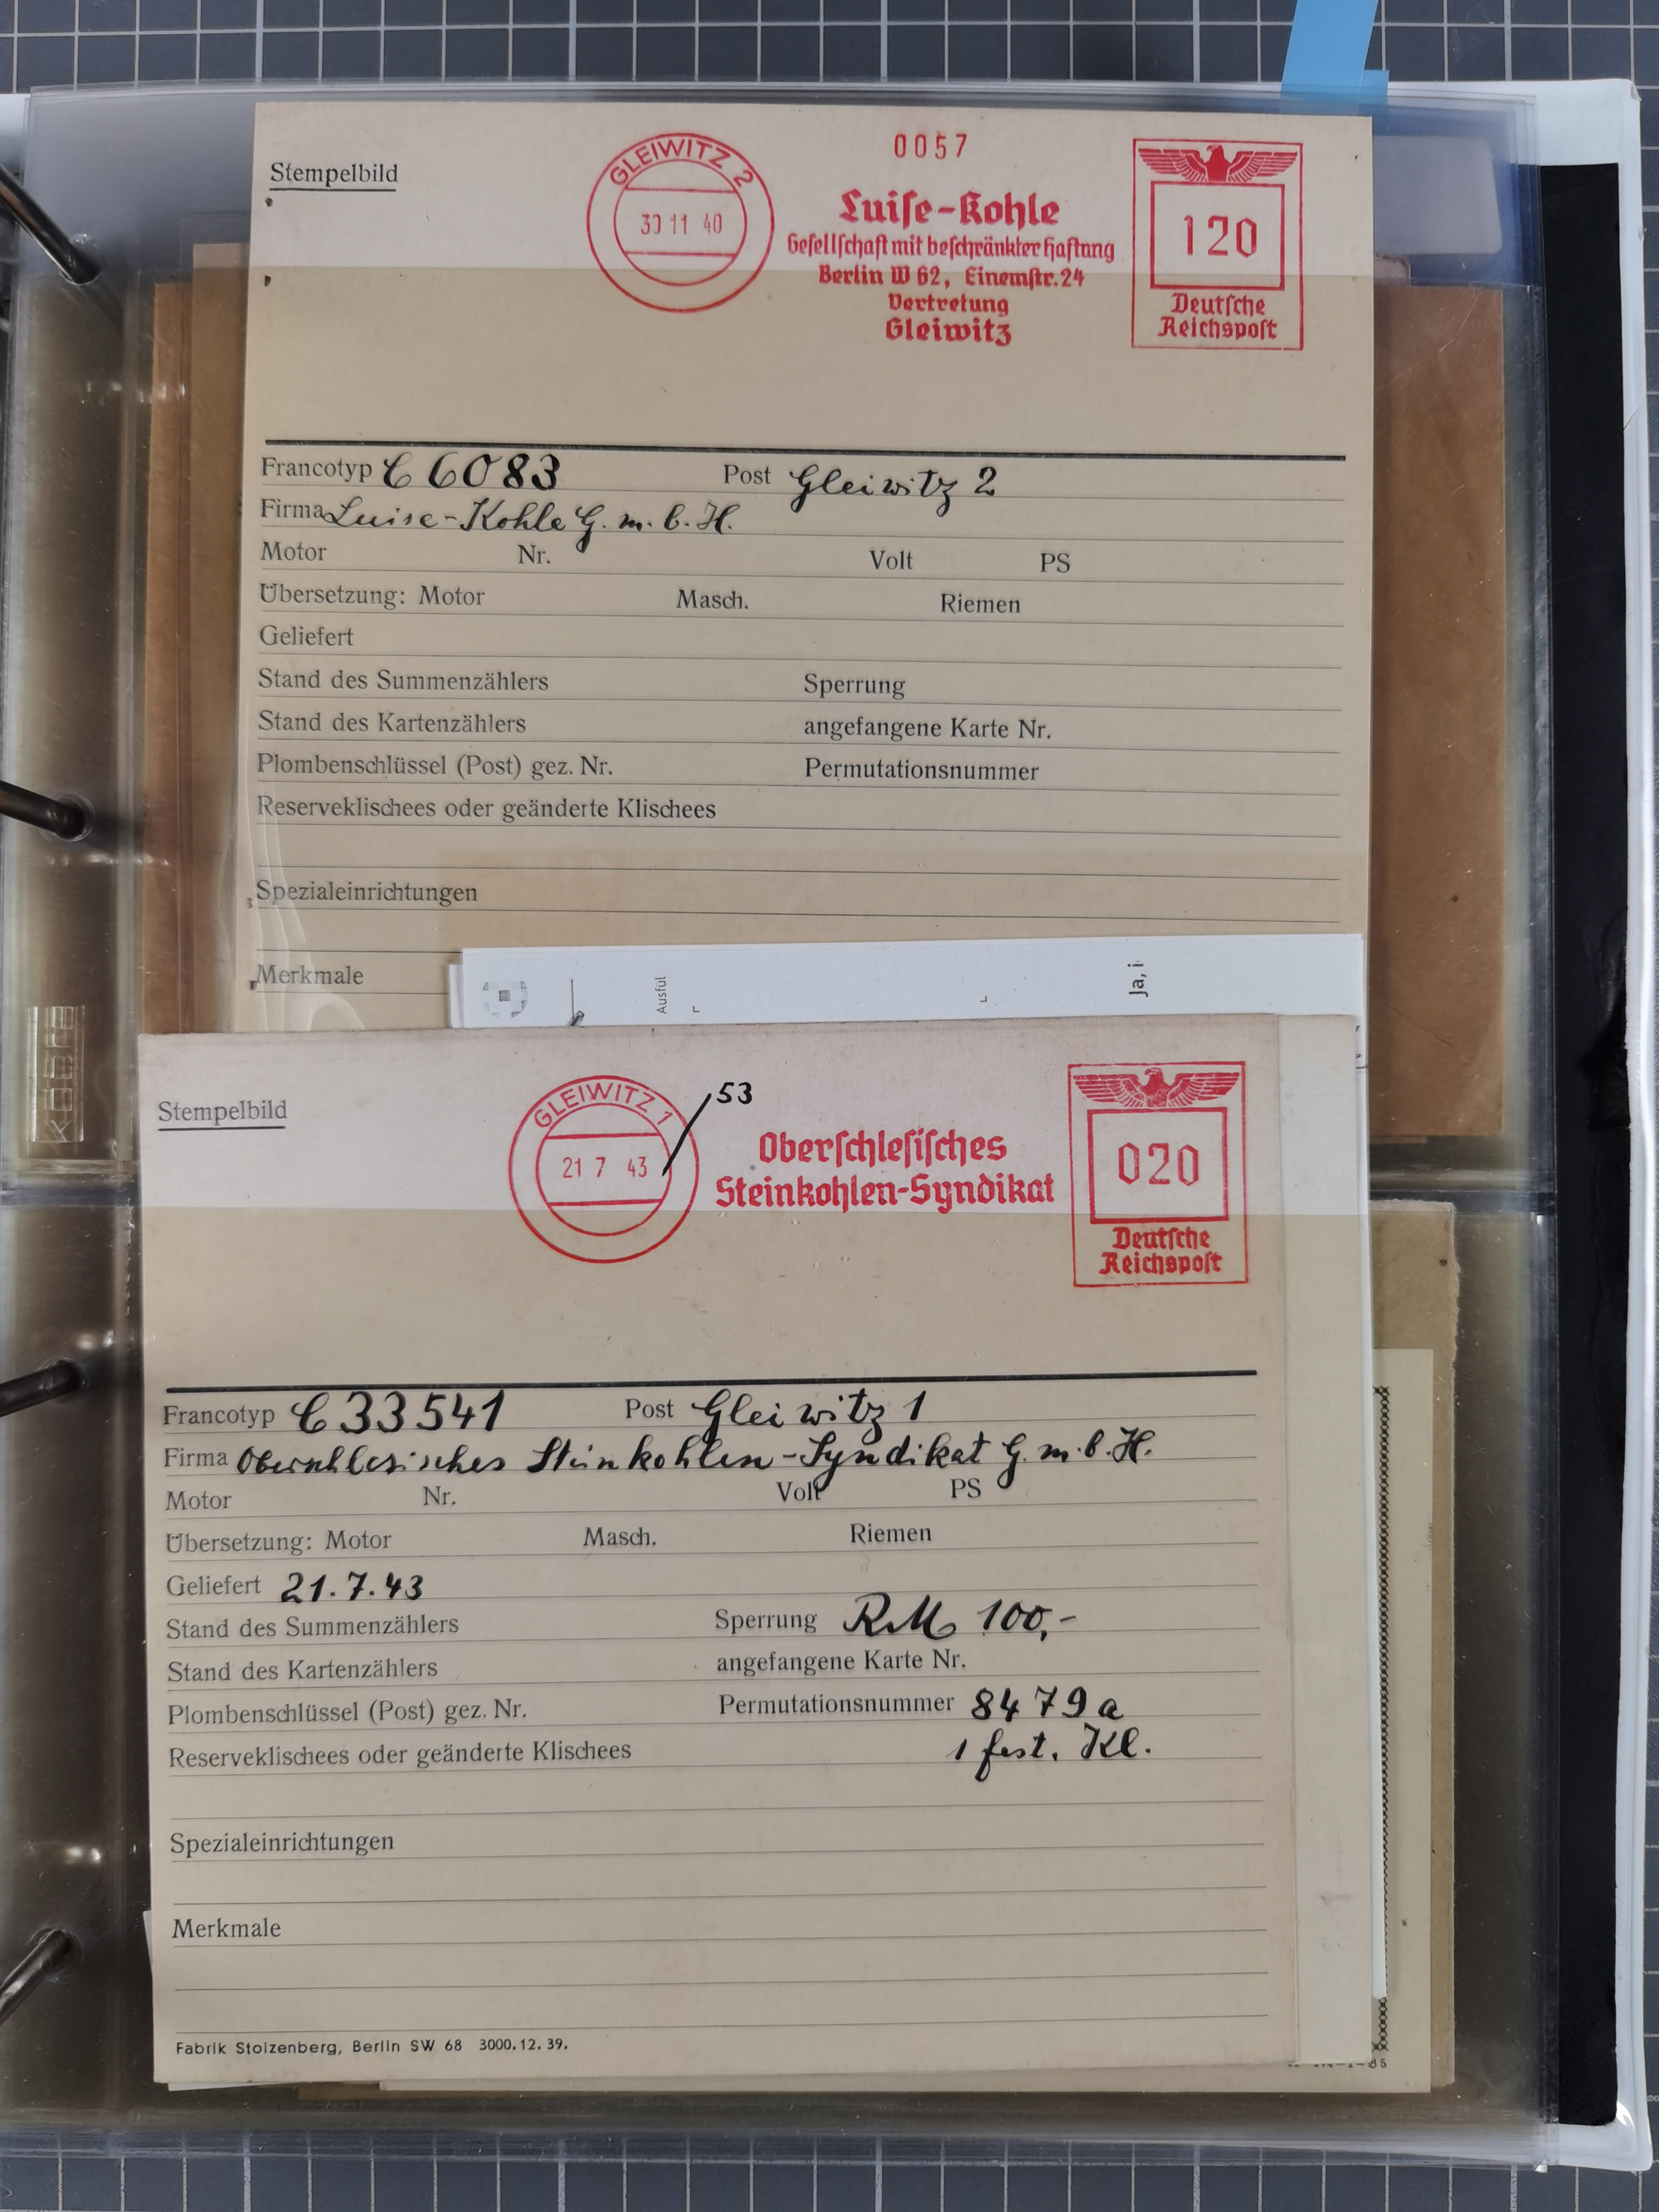 0057
Stempelbild
GLEIWITZ 2
30 11 40
Luiſe-Kohle
Geſellſchaft mit beſchränkter Haftung
Berlin W 62, Einemſtr. 24
Vertretung
Gleiwitz
120
Deutſche
Reichspoſt
Francotyp C 6083 Post Gleiwitz 2
Firma Luise-Kohle G.m.b.H.
Motor Nr. Volt PS
Übersetzung: Motor Masch. Riemen
Geliefert
Stand des Summenzählers Sperrung
Stand des Kartenzählers angefangene Karte Nr.
Plombenschlüssel (Post) gez. Nr. Permutationsnummer
Reserveklischees oder geänderte Klischees
Spezialeinrichtungen
Merkmale
Ausfül
Ja, i
kobra
Stempelbild
GLEIWITZ 1
21 7 43
53
Oberſchleſiſches
Steinkohlen-Syndikat
020
Deutſche
Reichspoſt
Francotyp C 33541 Post Gleiwitz 1
Firma Oberschlesisches Steinkohlen-Syndikat G.m.b.H.
Motor Nr. Volt PS
Übersetzung: Motor Masch. Riemen
Geliefert 21.7.43
Stand des Summenzählers Sperrung RM 100,-
Stand des Kartenzählers angefangene Karte Nr.
Plombenschlüssel (Post) gez. Nr. Permutationsnummer 8479a
Reserveklischees oder geänderte Klischees 1 fest. Kl.
Spezialeinrichtungen
Merkmale
Fabrik Stolzenberg, Berlin SW 68 3000.12.39.